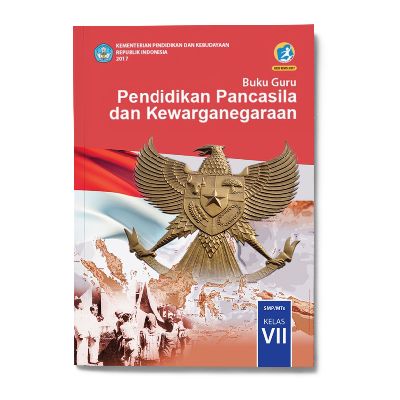 KEMENTERIAN PENDIDIKAN DAN KEBUDAYAAN
REPUBLIK INDONESIA
2017
Buku Guru
Pendidikan Pancasila
dan Kewarganegaraan
SMP/MTs
KELAS
VII